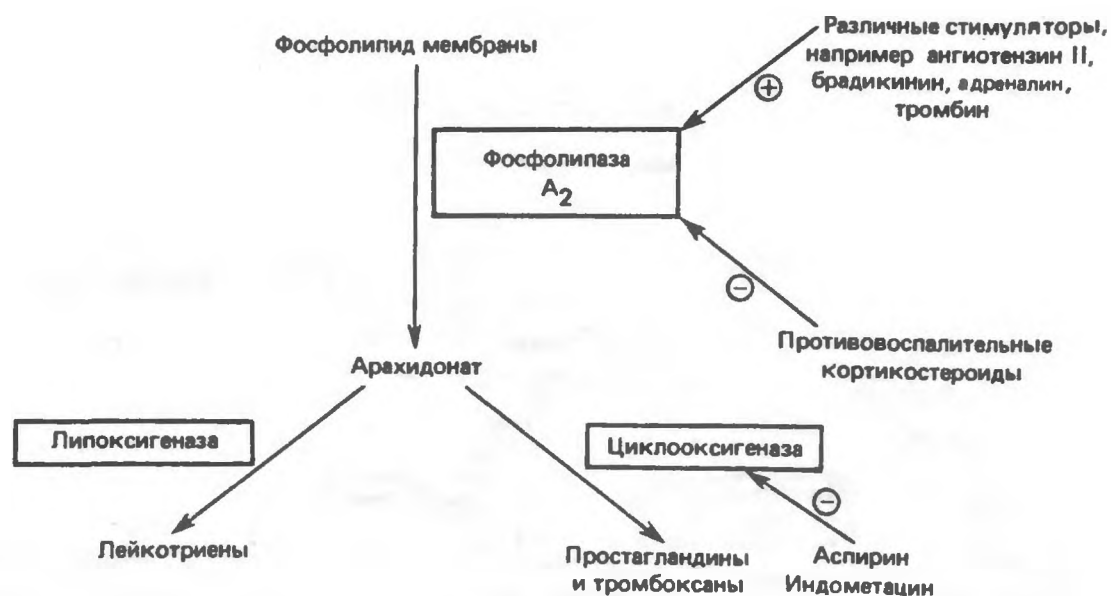 Фосфолипид мембраны
Различные стимуляторы,
например ангиотензин II,
брадикинин, адреналин,
тромбин
+
Фосфолипаза
A2
−
Противовоспалительные
кортикостероиды
Арахидонат
Липоксигеназа
Циклооксигеназа
−
Лейкотриены
Простагландины
и тромбоксаны
Аспирин
Индометацин